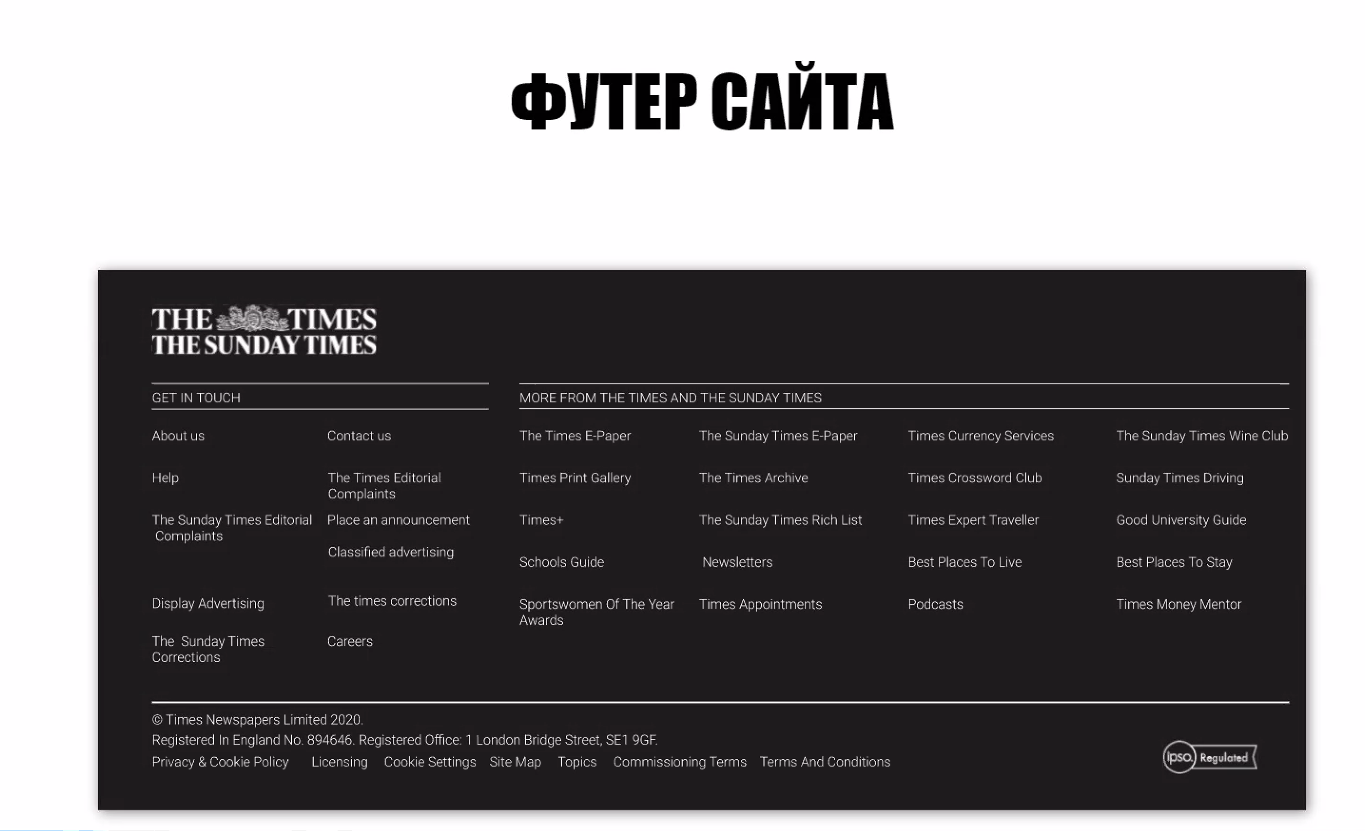 ФУТЕР САЙТА
THE TIMES
THE SUNDAY TIMES
GET IN TOUCH
About us
Contact us
Help
The Times Editorial
Complaints
The Sunday Times Editorial
Complaints
Place an announcement
Classified advertising
Display Advertising
The times corrections
The Sunday Times
Corrections
Careers
MORE FROM THE TIMES AND THE SUNDAY TIMES
The Times E-Paper
The Sunday Times E-Paper
Times Currency Services
The Sunday Times Wine Club
Times Print Gallery
The Times Archive
Times Crossword Club
Sunday Times Driving
Times+
The Sunday Times Rich List
Times Expert Traveller
Good University Guide
Schools Guide
Newsletters
Best Places To Live
Best Places To Stay
Sportswomen Of The Year
Awards
Times Appointments
Podcasts
Times Money Mentor
© Times Newspapers Limited 2020.
Registered In England No. 894646. Registered Office: 1 London Bridge Street, SE1 9GF.
Privacy & Cookie Policy Licensing Cookie Settings Site Map Topics Commissioning Terms Terms And Conditions
ipso. Regulated